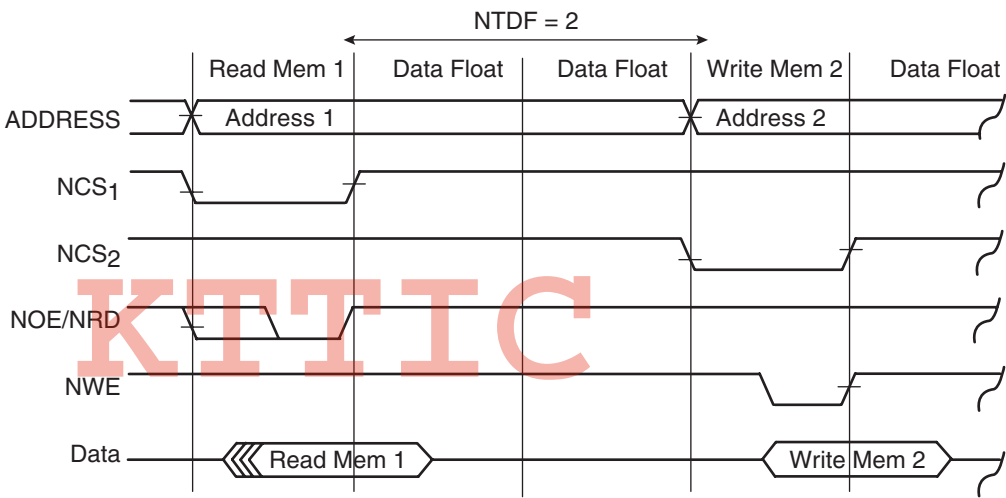 NTDF = 2
Read Mem 1 Data Float Data Float Write Mem 2 Data Float
ADDRESS Address 1 Address 2
NCS1
NCS2
KTTIC
NOE/NRD
NWE
Data Read Mem 1 Write Mem 2